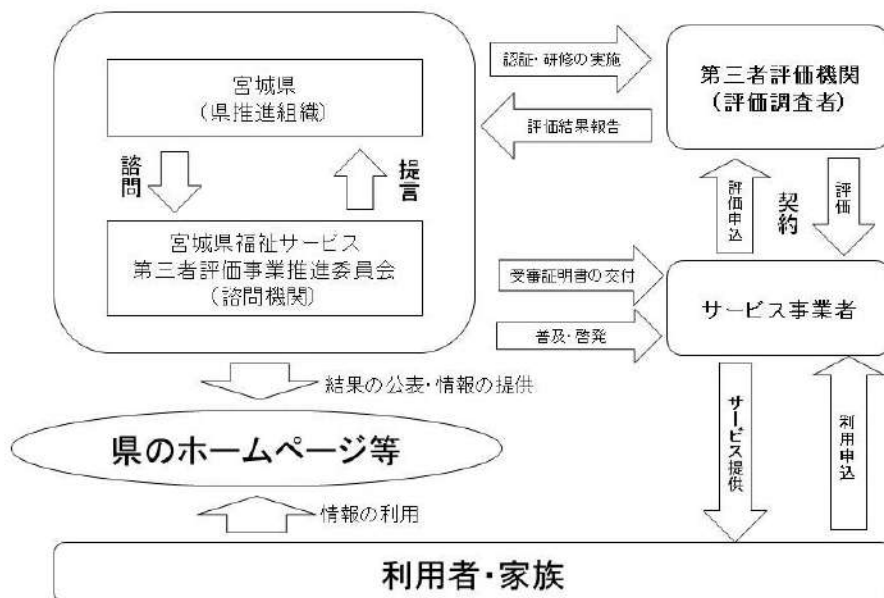 宮城県
(県推進組織)
諮問
提言
宮城県福祉サービス
第三者評価事業推進委員会
(諮問機関)
認証・研修の実施
評価結果報告
第三者評価機関
(評価調査者)
評価申込
契約
評価
受審証明書の交付
普及・啓発
サービス事業者
結果の公表・情報の提供
県のホームページ等
情報の利用
サービス提供
利用申込
利用者・家族